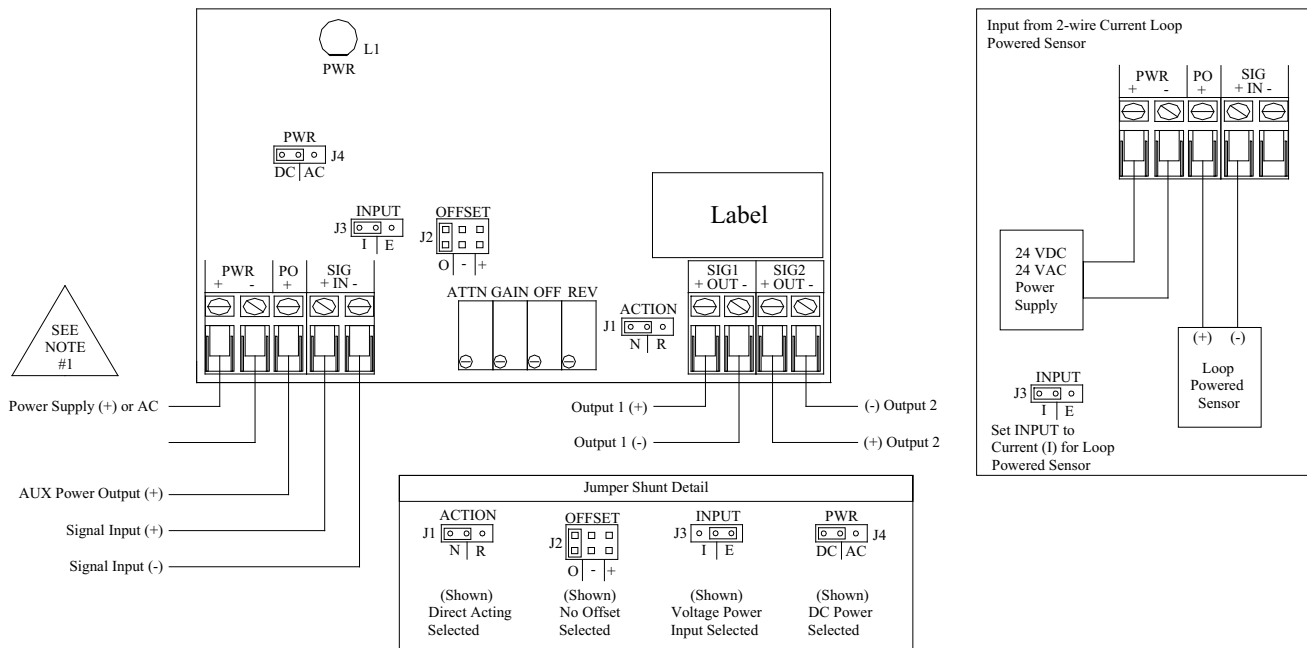 L1
PWR
PWR
J4
DC AC
INPUT
J3
I E
OFFSET
J2
O - +
Label
PWR PO SIG
+ - + + IN -
ATTN GAIN OFF REV
ACTION
J1
N R
SIG1 SIG2
+ OUT - + OUT -
SEE
NOTE
#1
Power Supply (+) or AC
AUX Power Output (+)
Signal Input (+)
Signal Input (-)
Output 1 (+)
Output 1 (-)
(-) Output 2
(+) Output 2
Jumper Shunt Detail
ACTION
J1
N R
(Shown)
Direct Acting
Selected
OFFSET
J2
O - +
(Shown)
No Offset
Selected
INPUT
J3
I E
(Shown)
Voltage Power
Input Selected
PWR
J4
DC AC
(Shown)
DC Power
Selected
Input from 2-wire Current Loop
Powered Sensor
PWR PO SIG
+ - + + IN -
24 VDC
24 VAC
Power
Supply
(+) (-)
Loop
Powered
Sensor
INPUT
J3
I E
Set INPUT to
Current (I) for Loop
Powered Sensor